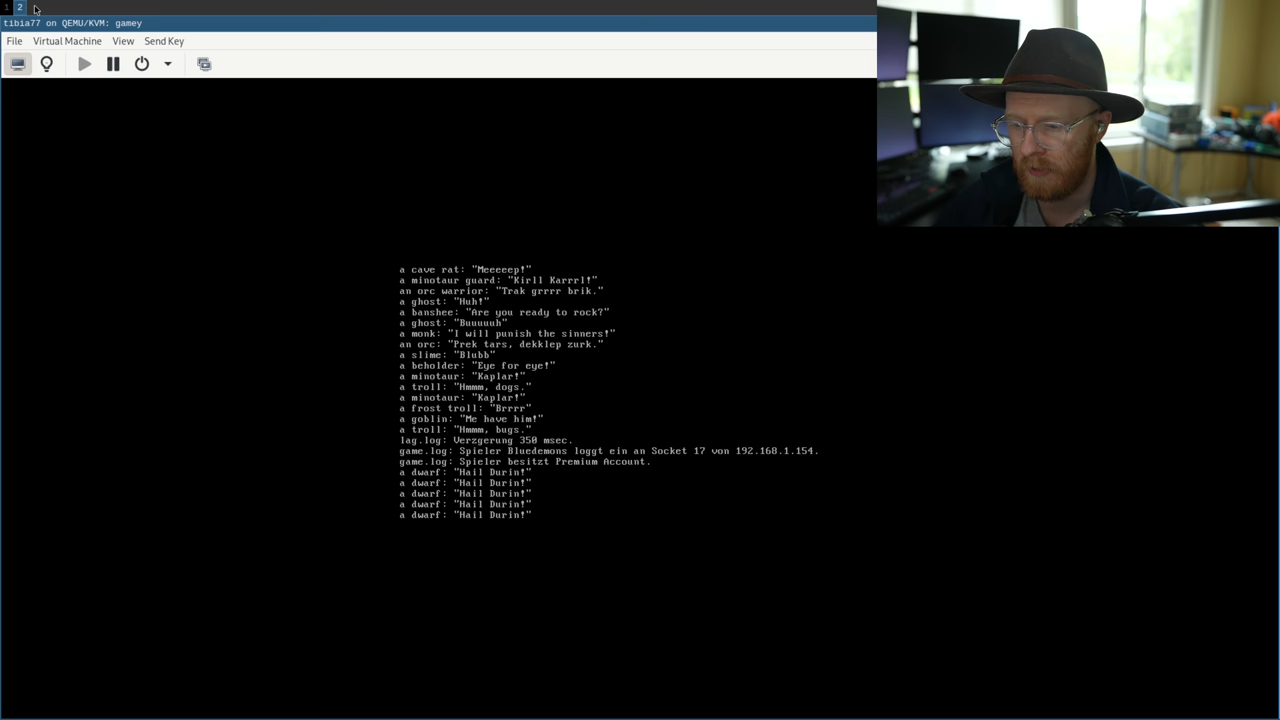 1 2
tibia77 on QEMU/KVM: gamey
File Virtual Machine View Send Key
a cave rat: "Meeeeep!"
a minotaur guard: "Kirll Karrrl!"
an orc warrior: "Trak grrrr brik."
a ghost: "Huh!"
a banshee: "Are you ready to rock?"
a ghost: "Buuuuuh"
a monk: "I will punish the sinners!"
an orc: "Prek tars, dekklep zurk."
a slime: "Blubb"
a beholder: "Eye for eye!"
a minotaur: "Kaplar!"
a troll: "Hmmm, dogs."
a minotaur: "Kaplar!"
a frost troll: "Brrrr"
a goblin: "Me have him!"
a troll: "Hmmm, bugs."
lag.log: Verzgerung 350 msec.
game.log: Spieler Bluedemons loggt ein an Socket 17 von 192.168.1.154.
game.log: Spieler besitzt Premium Account.
a dwarf: "Hail Durin!"
a dwarf: "Hail Durin!"
a dwarf: "Hail Durin!"
a dwarf: "Hail Durin!"
a dwarf: "Hail Durin!"